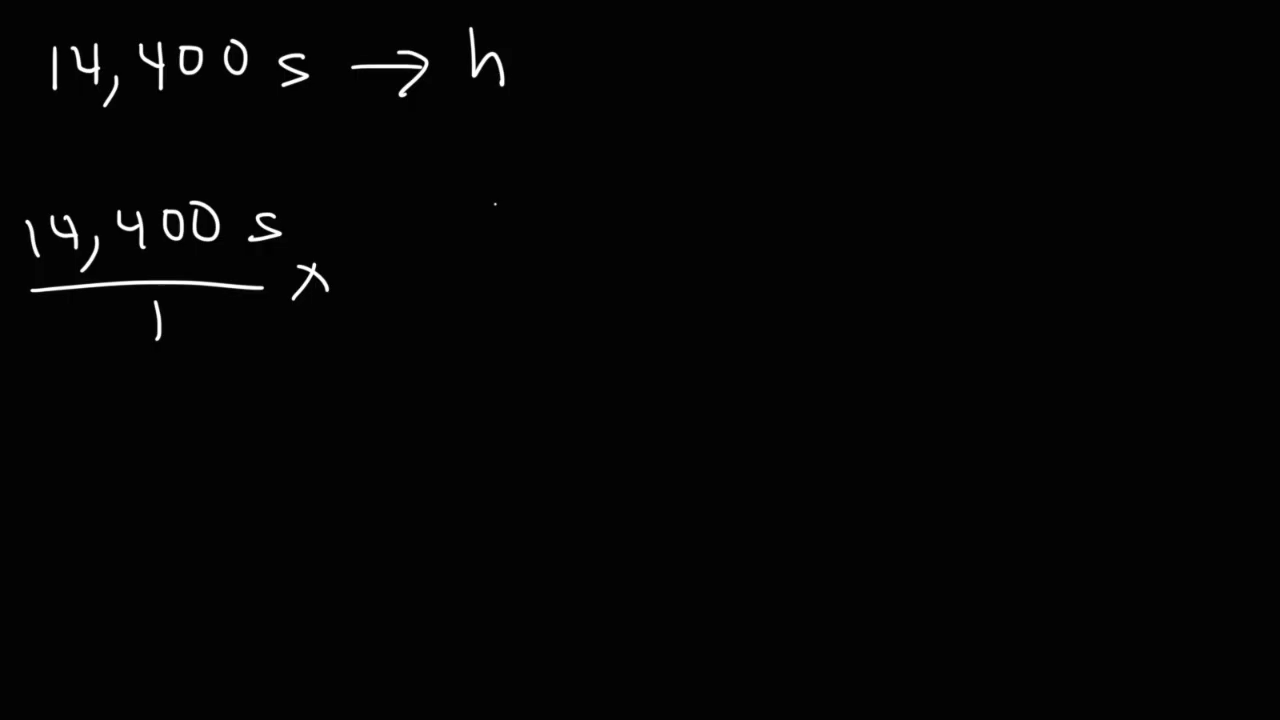 14,400 s → h
14,400 s
1 ×